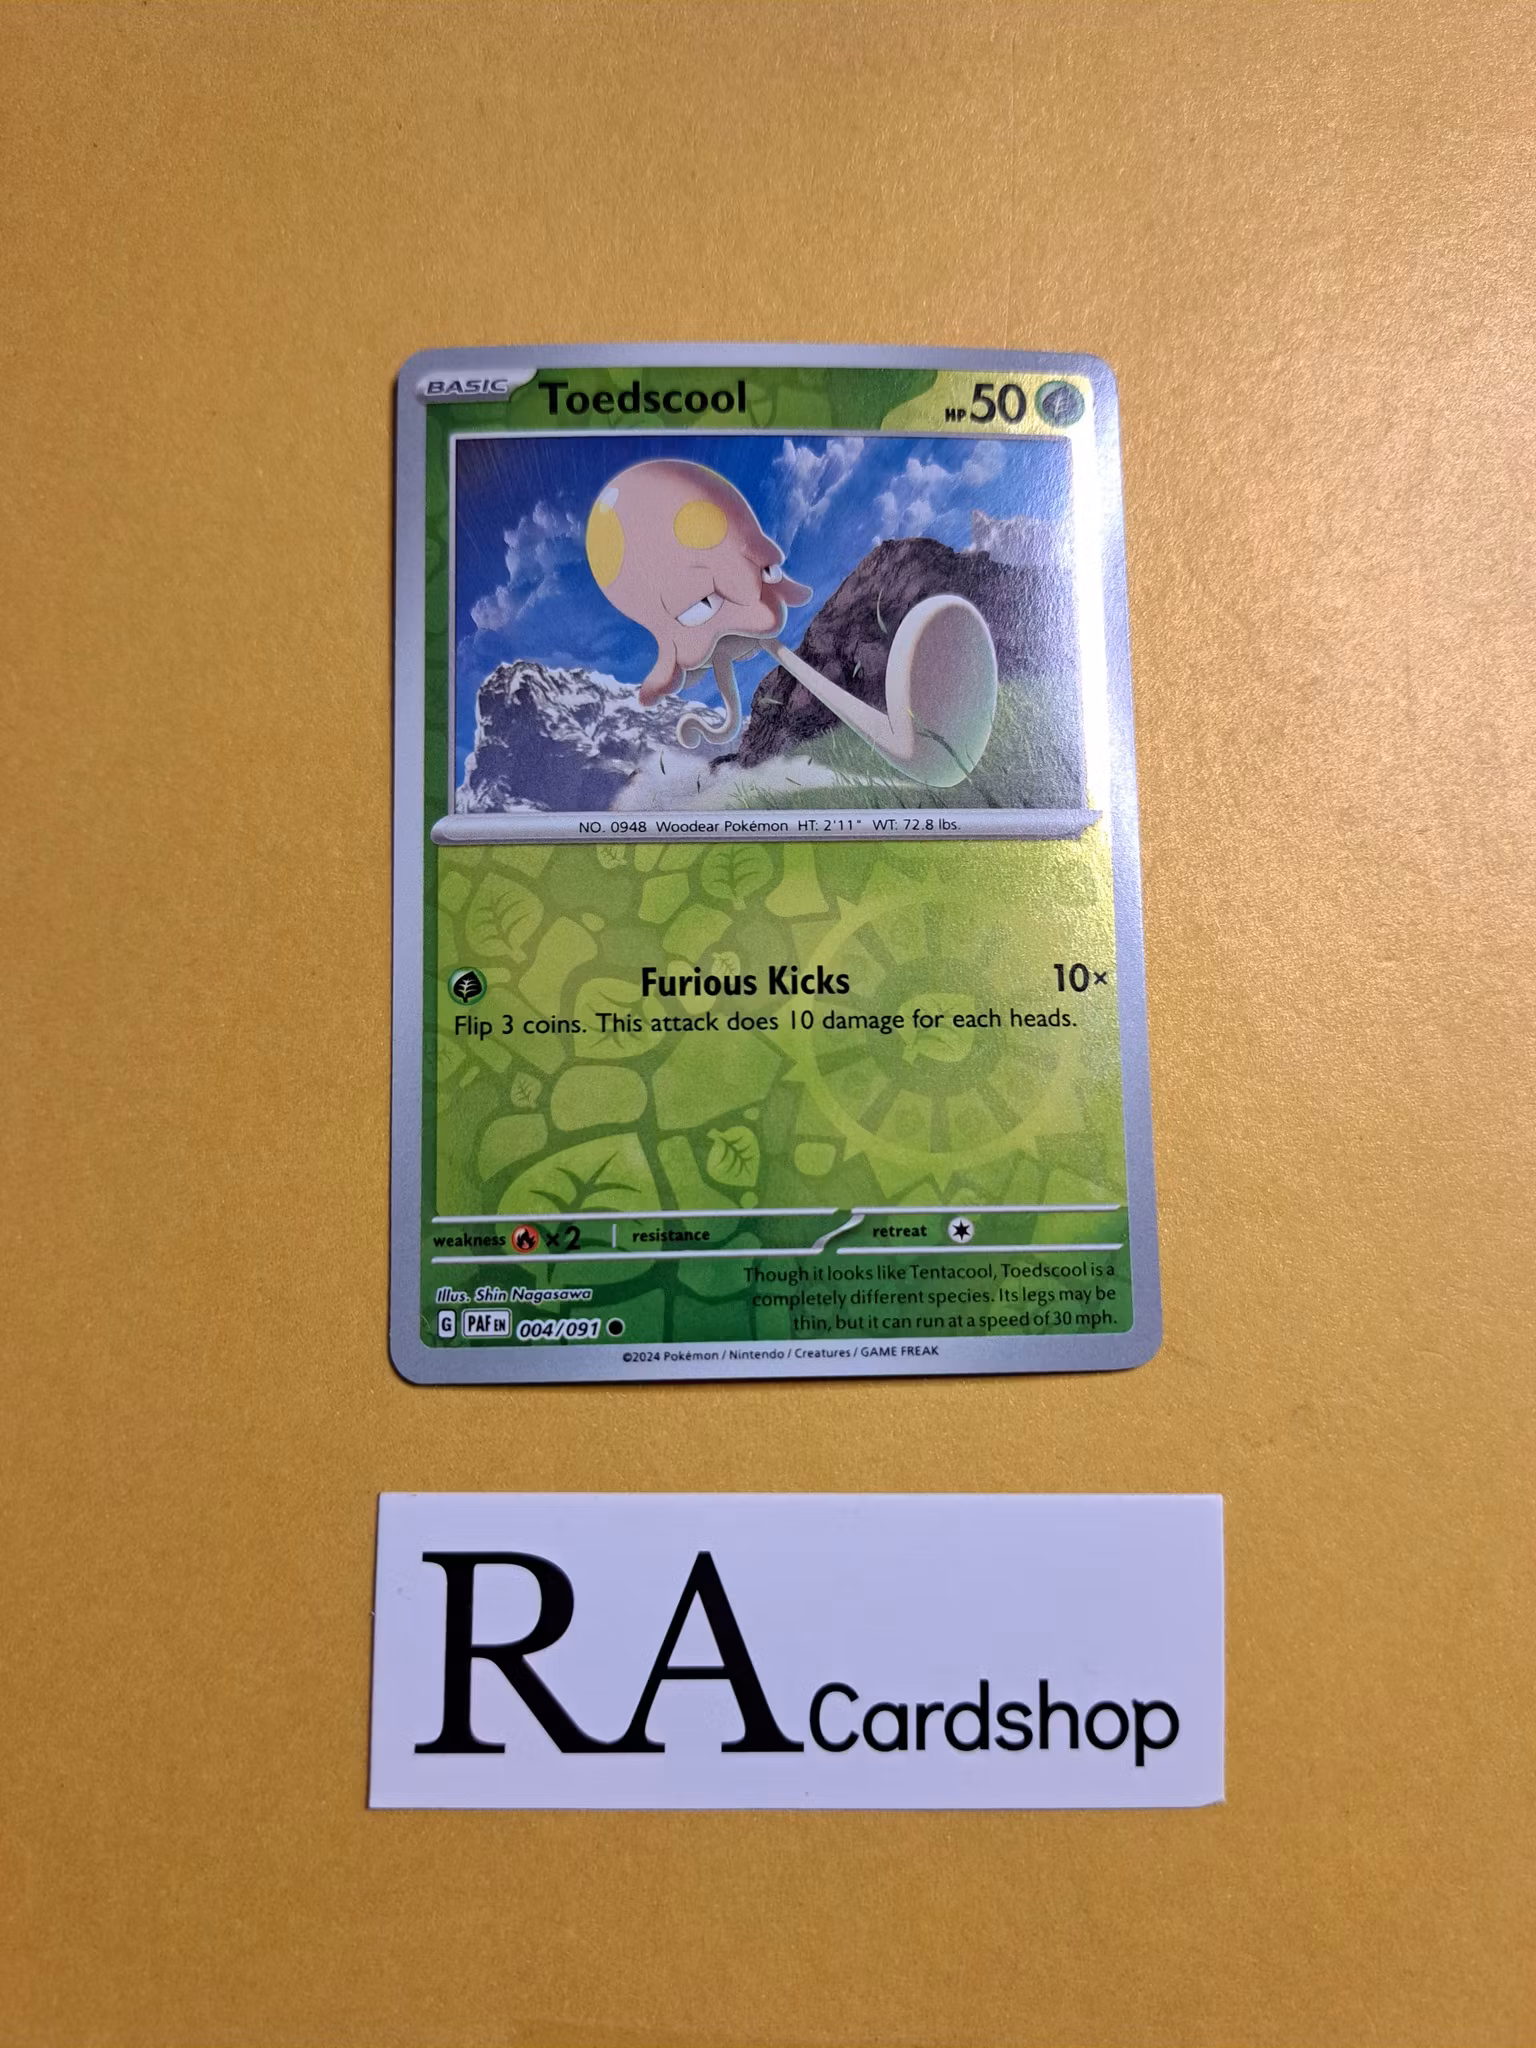 BASIC Toedscool HP 50
NO. 0948 Woodear Pokémon HT: 2'11" WT: 72.8 lbs.
Furious Kicks 10×
Flip 3 coins. This attack does 10 damage for each heads.
weakness ×2 resistance retreat
Though it looks like Tentacool, Toedscool is a
completely different species. Its legs may be
thin, but it can run at a speed of 30 mph.
Illus. Shin Nagasawa
G PAF EN 004/091
©2024 Pokémon / Nintendo / Creatures / GAME FREAK
RA Cardshop